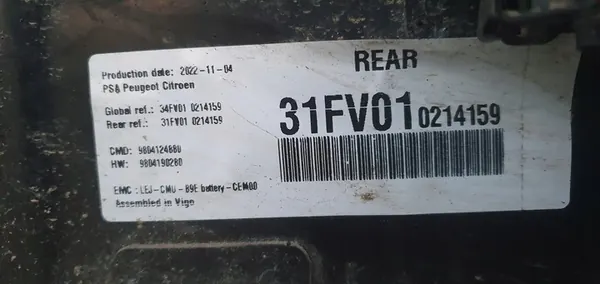 Production date: 2022-11-04
PSA Peugeot Citroen
REAR
Global ref.: 34FV01 0214159
Rear ref.: 31FV01 0214159
31FV01 0214159
CMD: 9804124880
HW: 9804190280
EMC : LEJ-CMU-B9E battery-CEM00
Assembled in Vigo